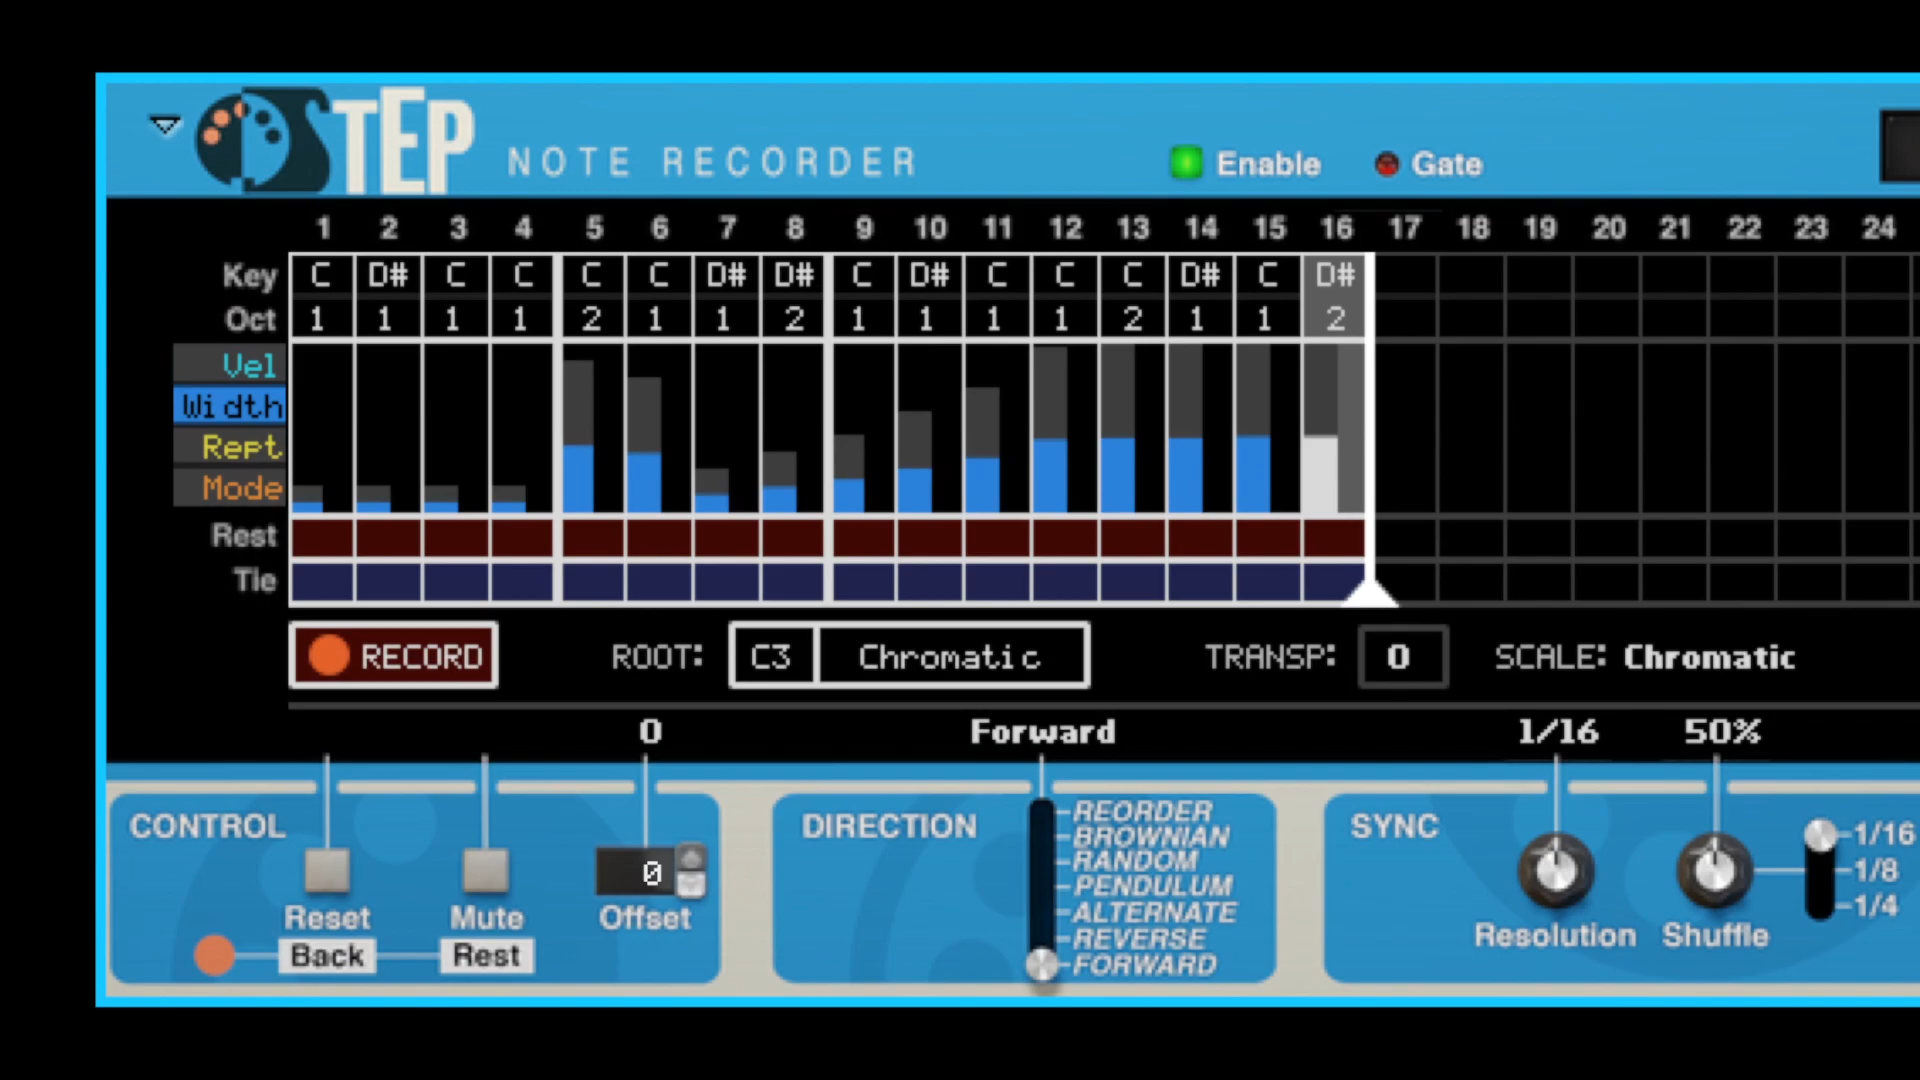 STEP NOTE RECORDER Enable Gate
1 2 3 4 5 6 7 8 9 10 11 12 13 14 15 16 17 18 19 20 21 22 23 24
Key C D# C C C C D# D# C D# C C C D# C D#
Oct 1 1 1 1 2 1 1 2 1 1 1 1 2 1 1 2
Vel
Width
Rept
Mode
Rest
Tie
RECORD ROOT: C3 Chromatic TRANSP: 0 SCALE: Chromatic
0 Forward 1/16 50%
CONTROL
0
Reset Mute Offset
Back Rest
DIRECTION
REORDER
BROWNIAN
RANDOM
PENDULUM
ALTERNATE
REVERSE
FORWARD
SYNC
1/16
1/8
1/4
Resolution Shuffle